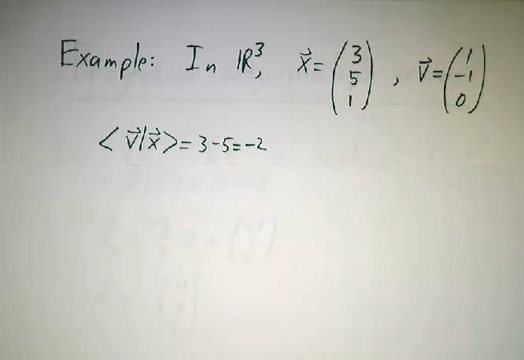 Example: In ℝ³, x⃗ = (3 5 1), v⃗ = (1 -1 0)
⟨v⃗|x⃗⟩ = 3 - 5 = -2